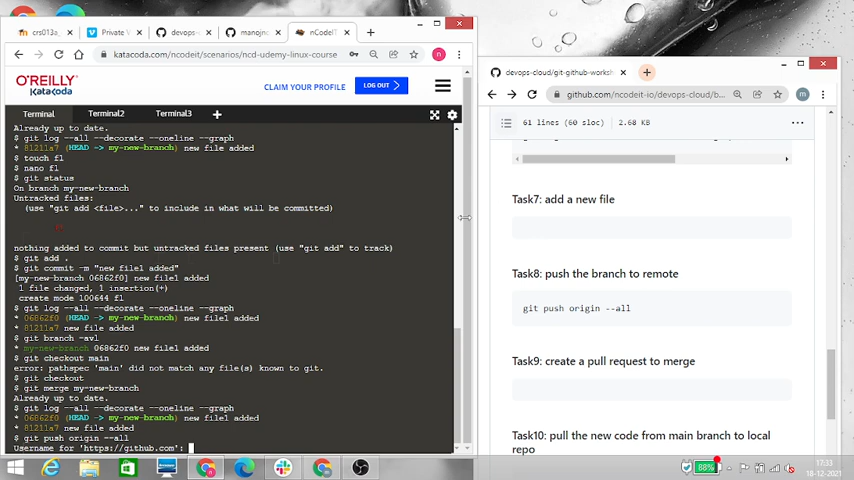 crs013a
Private V
devops-
manojnc
nCodeIT
katacoda.com/ncodeit/scenarios/ncd-udemy-linux-course
O'REILLY
Katacoda
CLAIM YOUR PROFILE
LOG OUT
Terminal
Terminal2
Terminal3
Already up to date.
$ git log --all --decorate --oneline --graph
* 81211a7 (HEAD -> my-new-branch) new file added
$ touch f1
$ nano f1
$ git status
On branch my-new-branch
Untracked files:
(use "git add <file>..." to include in what will be committed)
nothing added to commit but untracked files present (use "git add" to track)
$ git add .
$ git commit -m "new file1 added"
[my-new-branch 06862f0] new file1 added
1 file changed, 1 insertion(+)
create mode 100644 f1
$ git log --all --decorate --oneline --graph
* 06862f0 (HEAD -> my-new-branch) new file1 added
* 81211a7 new file added
$ git branch -avl
* my-new-branch 06862f0 new file1 added
$ git checkout main
error: pathspec 'main' did not match any file(s) known to git.
$ git checkout
$ git merge my-new-branch
Already up to date.
$ git log --all --decorate --oneline --graph
* 06862f0 (HEAD -> my-new-branch) new file1 added
* 81211a7 new file added
$ git push origin --all
Username for 'https://github.com':
devops-cloud/git-github-worksh
github.com/ncodeit-io/devops-cloud/b...
61 lines (60 sloc)
2.68 KB
Task7: add a new file
Task8: push the branch to remote
git push origin --all
Task9: create a pull request to merge
Task10: pull the new code from main branch to local
repo
88%
17:33
18-12-2021